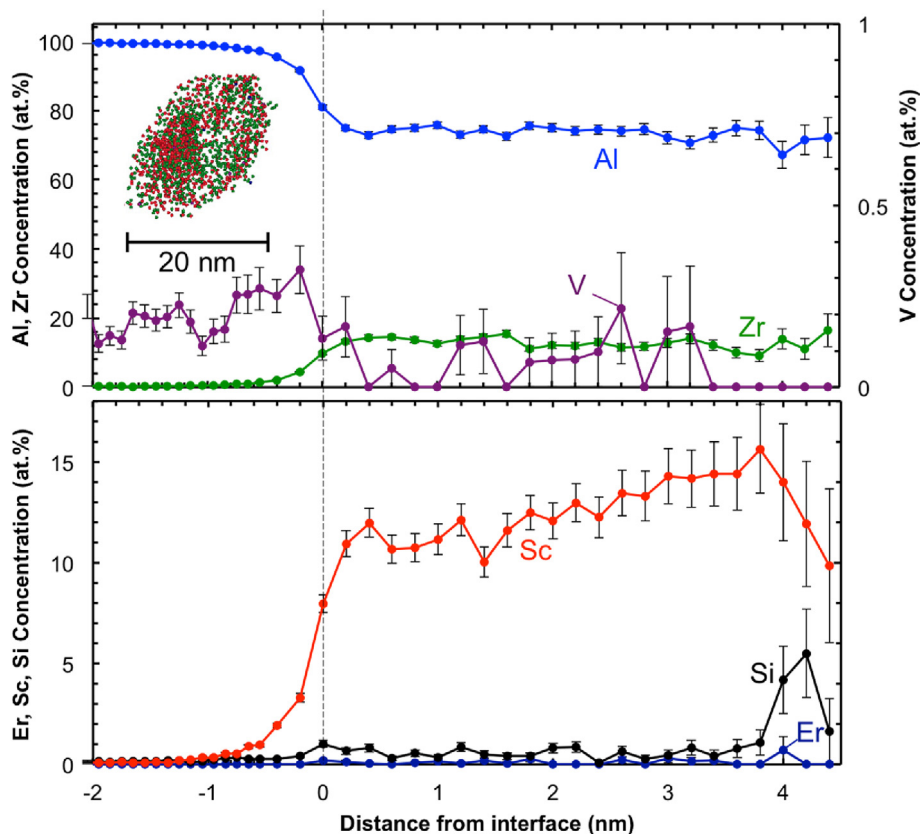 Al, Zr Concentration (at.%)
100
80
60
40
20
0
20 nm
Al
V
Zr
1
0.5
0
V Concentration (at.%)
Er, Sc, Si Concentration (at.%)
15
10
5
0
Sc
Si
Er
-2 -1 0 1 2 3 4
Distance from interface (nm)